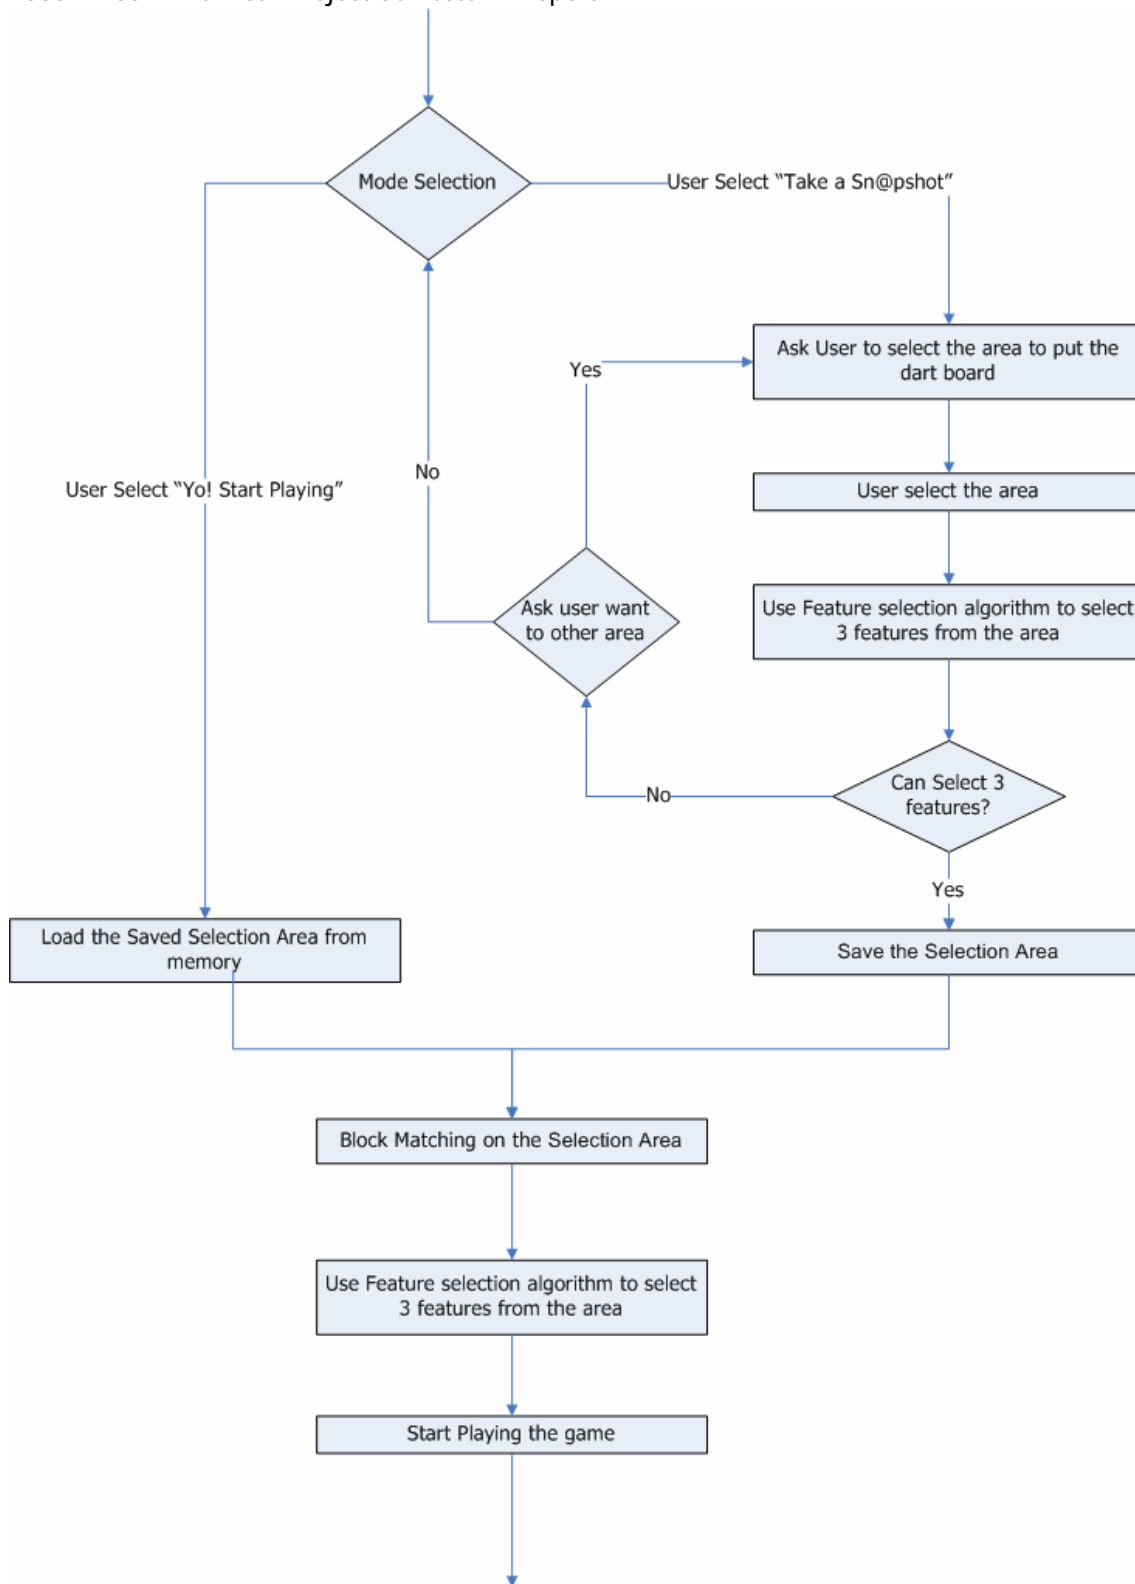 Mode Selection
User Select “Take a Sn@pshot”
Ask User to select the area to put the
dart board
Yes
No
User Select “Yo! Start Playing”
User select the area
Ask user want
to other area
Use Feature selection algorithm to select
3 features from the area
Can Select 3
features?
No
Yes
Load the Saved Selection Area from
memory
Save the Selection Area
Block Matching on the Selection Area
Use Feature selection algorithm to select
3 features from the area
Start Playing the game